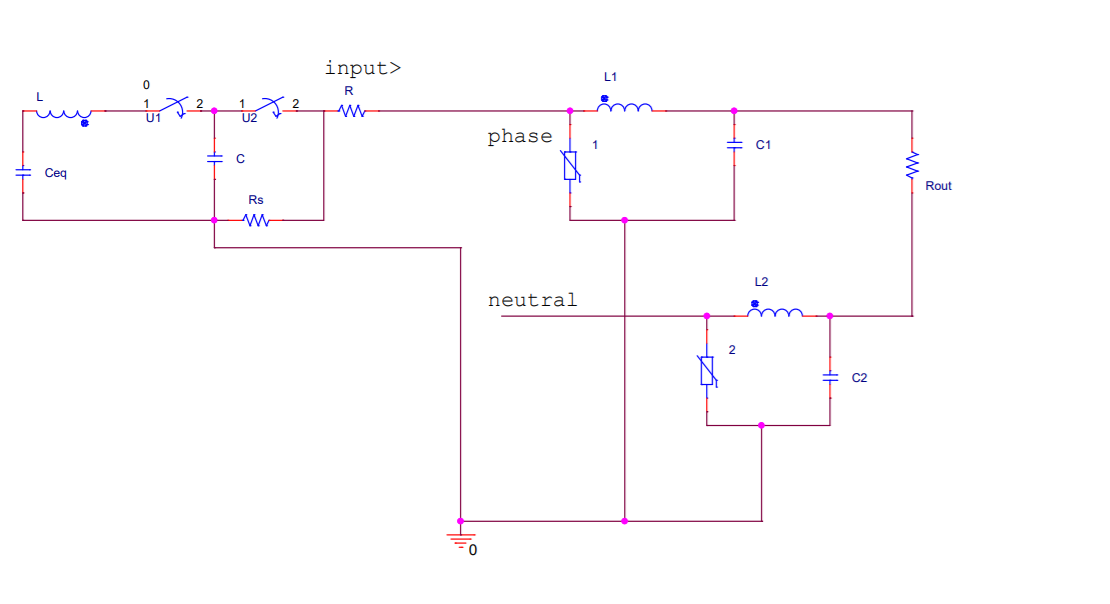 input>
L1
0
R
L
1
2
1
2
U1
U2
phase
1
C1
C
Ceq
Rs
Rout
L2
neutral
2
C2
0